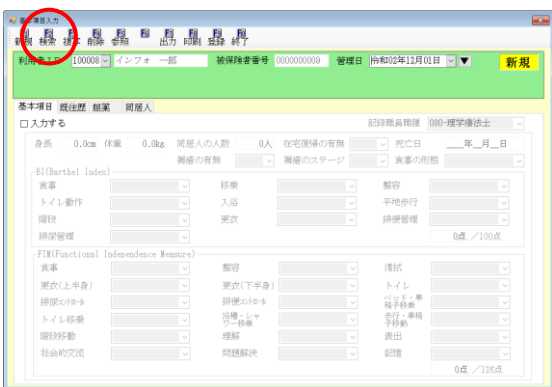 基本項目入力
新規 検索 複写 削除 参照 出力 印刷 登録 終了
利用者ID 100008 インフォ 一郎 被保険者番号 0000000009 管理日 令和02年12月01日 ▼ 新規
基本項目 既往歴 服薬 同居人
入力する 記録職員職種 080-理学療法士
身長 0.0cm 体重 0.0kg 同居人の人数 0人 在宅復帰の有無 死亡日 __年_月_日
褥瘡の有無 褥瘡のステージ 食事の形態
BI(Barthel Index)
食事 移乗 整容
トイレ動作 入浴 平地歩行
階段 更衣 排便管理
排尿管理 0点 /100点
FIM(Functional Independence Measure)
食事 整容 清拭
更衣(上半身) 更衣(下半身) トイレ
排尿コントロール 排便コントロール ベッド・車椅子移乗
トイレ移乗 浴槽・シャワー移乗 歩行・車椅子移動
階段移動 理解 表出
社会的交流 問題解決 記憶
0点 /126点